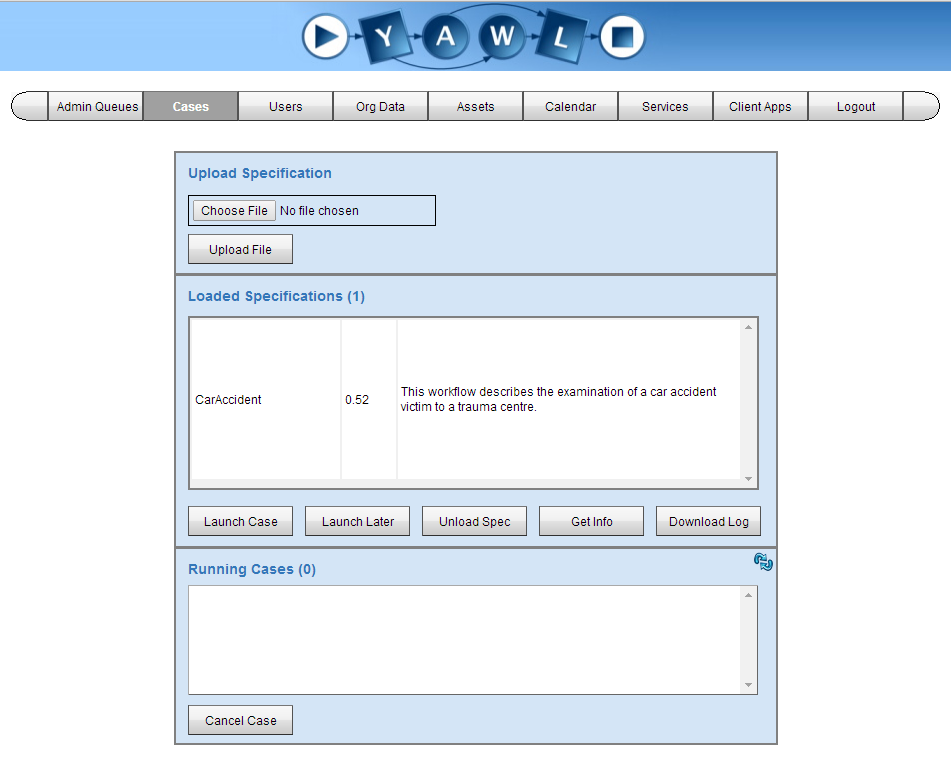 Y A W L
Admin Queues Cases Users Org Data Assets Calendar Services Client Apps Logout
Upload Specification
Choose File No file chosen
Upload File
Loaded Specifications (1)
CarAccident 0.52 This workflow describes the examination of a car accident
victim to a trauma centre.
Launch Case Launch Later Unload Spec Get Info Download Log
Running Cases (0)
Cancel Case